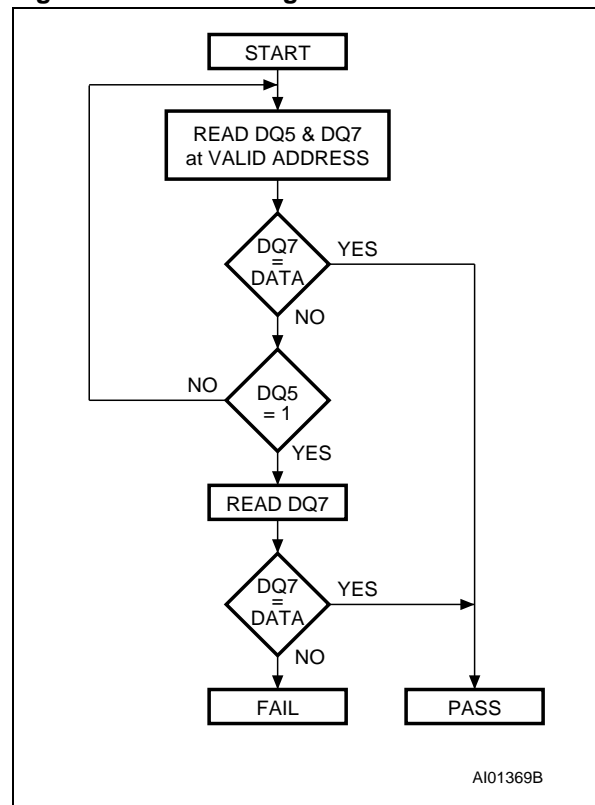 START
READ DQ5 & DQ7
at VALID ADDRESS
DQ7
=
DATA
YES
NO
DQ5
= 1
NO
YES
READ DQ7
DQ7
=
DATA
YES
NO
FAIL
PASS
AI01369B